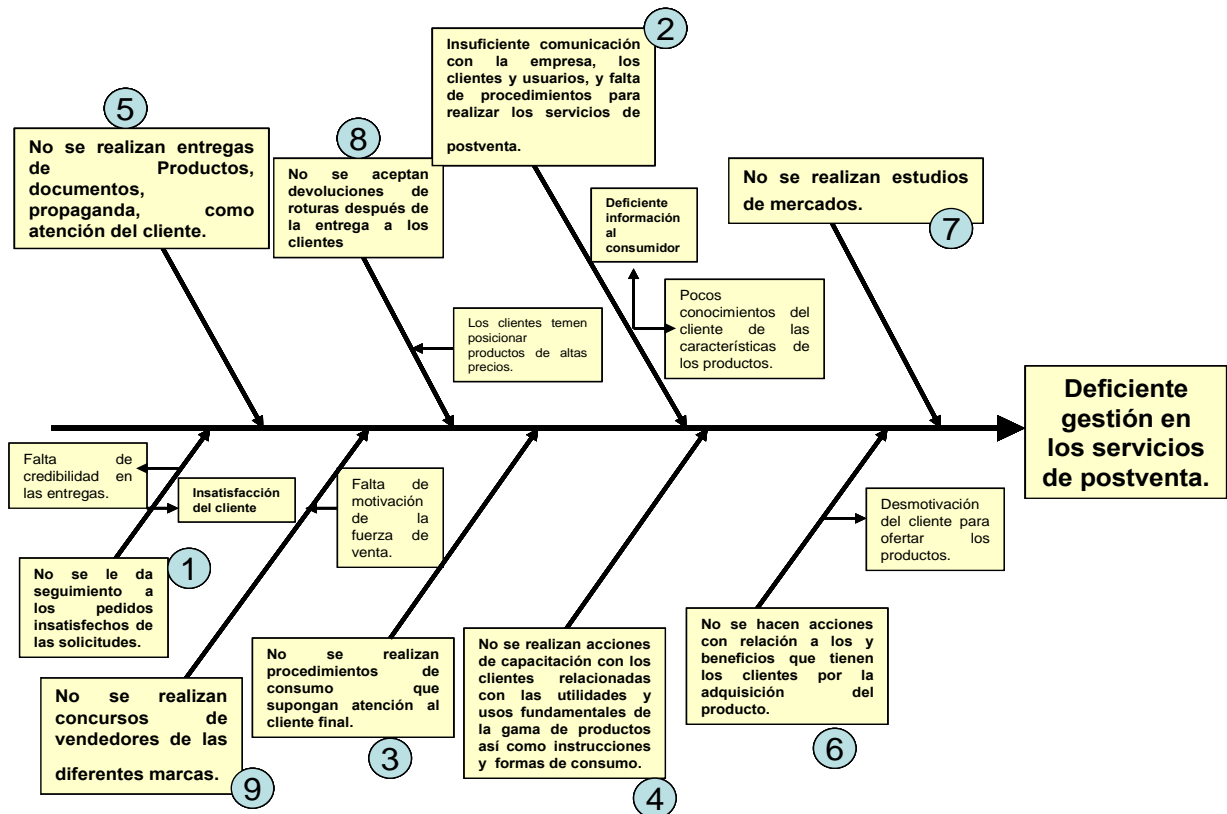 2
Insuficiente comunicación
con la empresa, los
clientes y usuarios, y falta
de procedimientos para
realizar los servicios de
postventa.
5
No se realizan entregas
de Productos,
documentos,
propaganda, como
atención del cliente.
8
No se aceptan
devoluciones de
roturas después de
la entrega a los
clientes
Deficiente
información
al
consumidor
No se realizan estudios
de mercados.
7
Los clientes temen
posicionar
productos de altas
precios.
Pocos
conocimientos del
cliente de las
características de
los productos.
Deficiente
gestión en
los servicios
de postventa.
Falta de
credibilidad en
las entregas.
Insatisfacción
del cliente
Falta de
motivación
de la
fuerza de
venta.
Desmotivación
del cliente para
ofertar los
productos.
1
No se le da
seguimiento a
los pedidos
insatisfechos de
las solicitudes.
No se realizan
concursos de
vendedores de las
diferentes marcas.
9
No se realizan
procedimientos de
consumo que
supongan atención al
cliente final.
3
No se realizan acciones
de capacitación con los
clientes relacionadas
con las utilidades y
usos fundamentales de
la gama de productos
así como instrucciones
y formas de consumo.
4
No se hacen acciones
con relación a los y
beneficios que tienen
los clientes por la
adquisición del
producto.
6